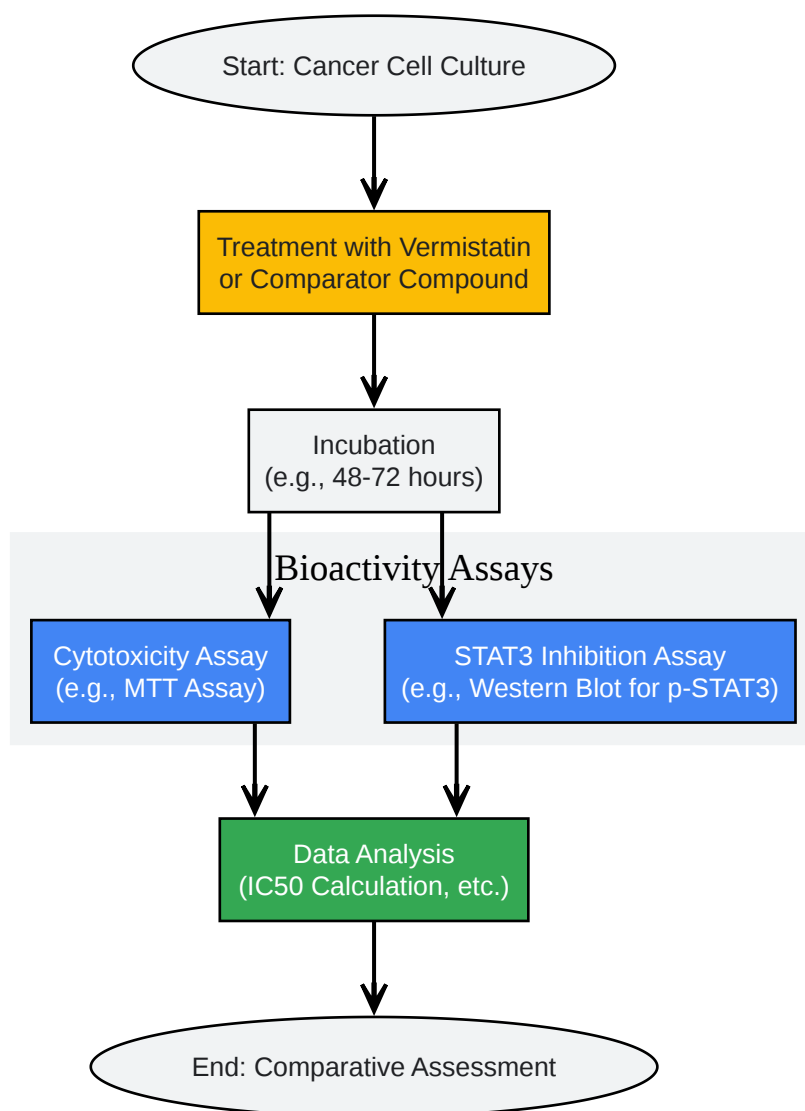 Start: Cancer Cell Culture
Treatment with Vermistatin
or Comparator Compound
Incubation
(e.g., 48-72 hours)
Bioactivity Assays
Cytotoxicity Assay
(e.g., MTT Assay)
STAT3 Inhibition Assay
(e.g., Western Blot for p-STAT3)
Data Analysis
(IC50 Calculation, etc.)
End: Comparative Assessment